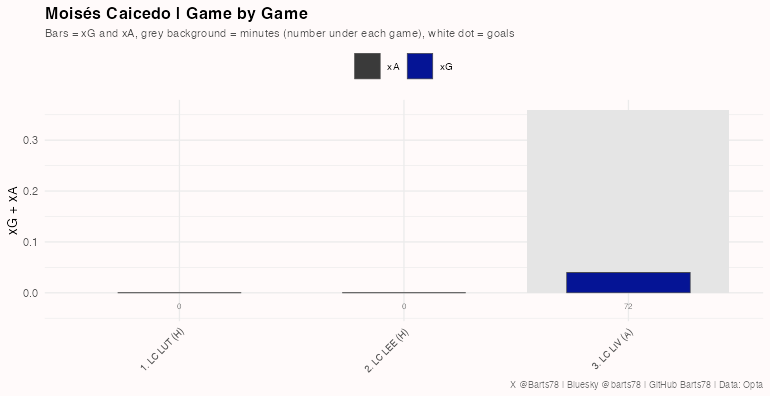 Moisés Caicedo | Game by Game
Bars = xG and xA, grey background = minutes (number under each game), white dot = goals
xA
xG
xG + xA
0.3
0.2
0.1
0.0
0
0
72
1. LC LUT (H)
2. LC LEE (H)
3. LC LIV (A)
X @Barts78 | Bluesky @barts78 | GitHub Barts78 | Data: Opta